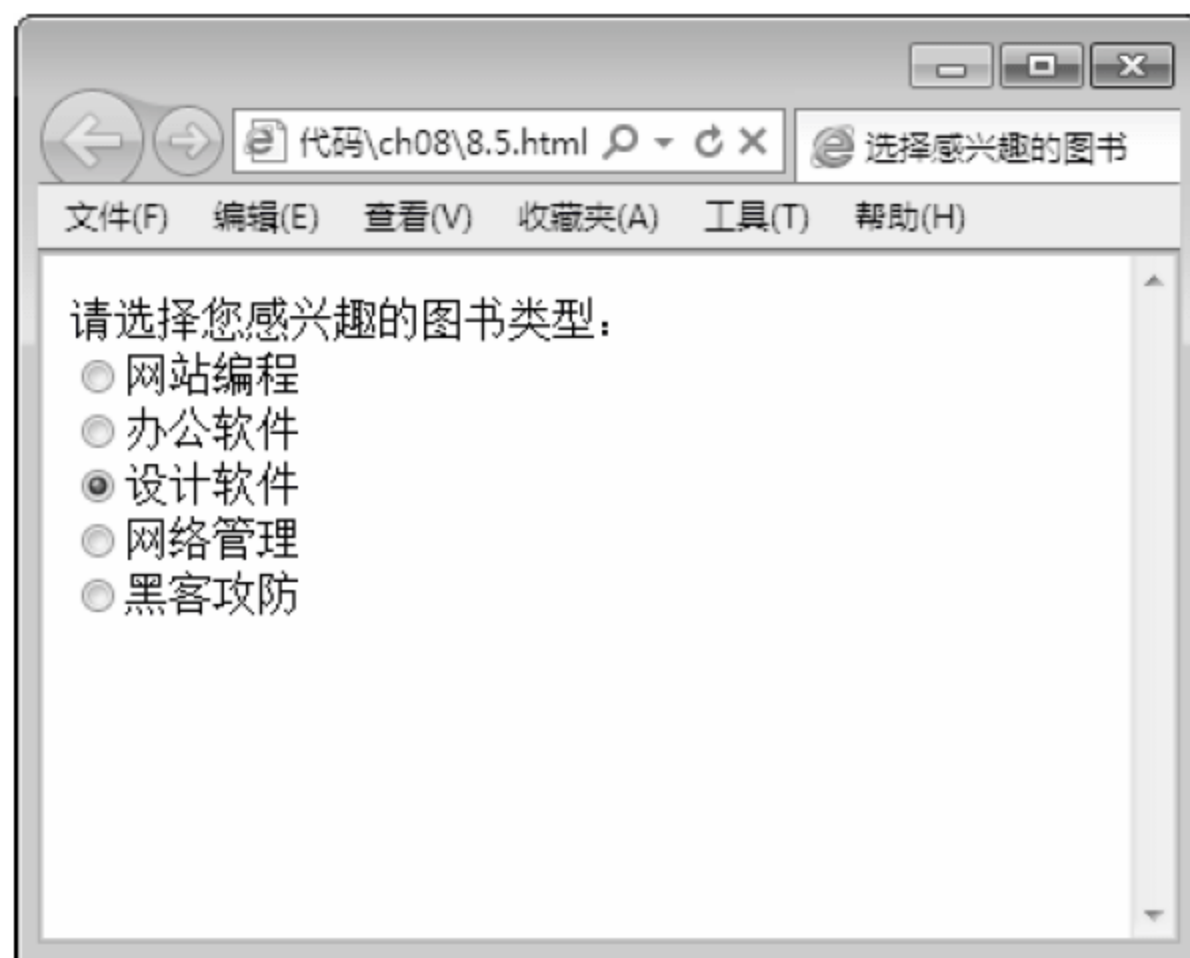 代码\ch08\8.5.html
选择感兴趣的图书
文件(F) 编辑(E) 查看(V) 收藏夹(A) 工具(T) 帮助(H)
请选择您感兴趣的图书类型：
网站编程
办公软件
设计软件
网络管理
黑客攻防